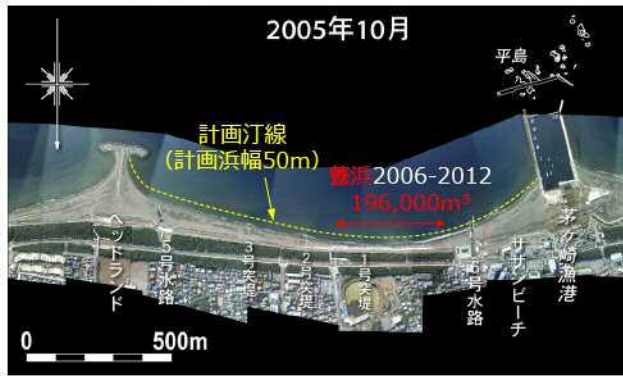 2005年10月
平島
計画汀線
(計画浜幅50m)
養浜2006-2012
196,000m³
ヘッドランド
5号水路
3号突堤
2号突堤
1号突堤
6号水路
サザンビーチ
茅ケ崎漁港
0 500m